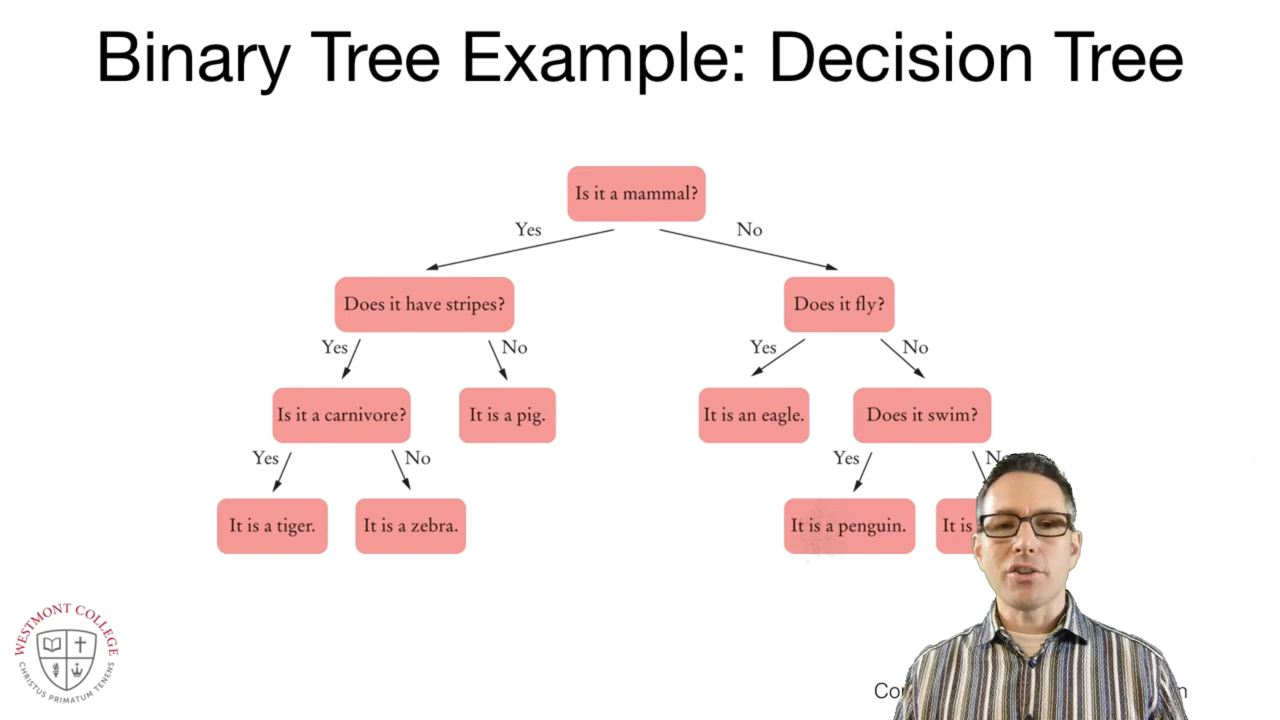 Binary Tree Example: Decision Tree
Is it a mammal?
Yes
No
Does it have stripes?
Does it fly?
Yes
No
Yes
No
Is it a carnivore?
It is a pig.
It is an eagle.
Does it swim?
Yes
No
Yes
It is a tiger.
It is a zebra.
It is a penguin.
It is
WESTMONT COLLEGE
CHRISTUS PRIMATUM TENENS